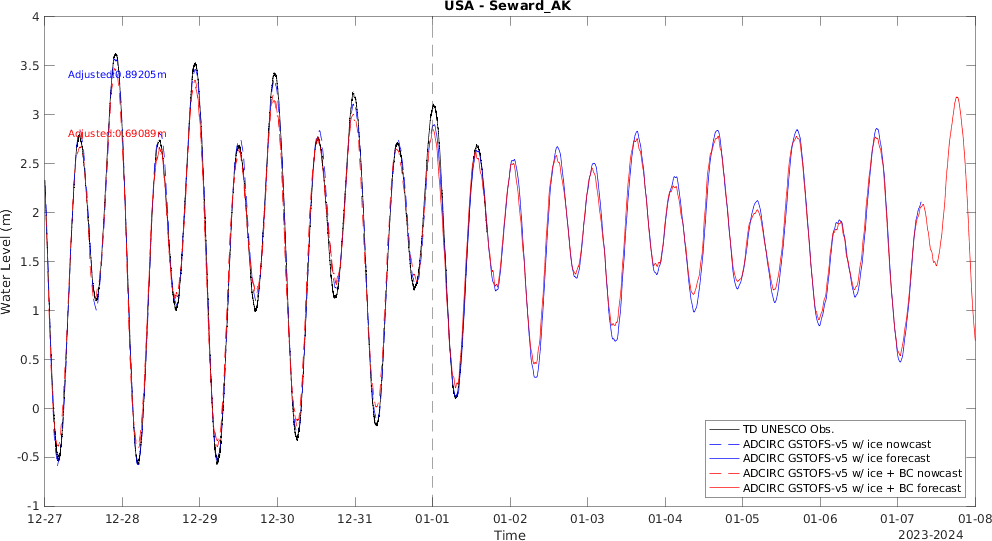 USA - Seward_AK
4
3.5
3
2.5
2
1.5
1
0.5
0
-0.5
-1
Water Level (m)
Adjusted:0.89205m
Adjusted:0.69089m
TD UNESCO Obs.
ADCIRC GSTOFS-v5 w/ ice nowcast
ADCIRC GSTOFS-v5 w/ ice forecast
ADCIRC GSTOFS-v5 w/ ice + BC nowcast
ADCIRC GSTOFS-v5 w/ ice + BC forecast
12-27 12-28 12-29 12-30 12-31 01-01 01-02 01-03 01-04 01-05 01-06 01-07 01-08
Time
2023-2024